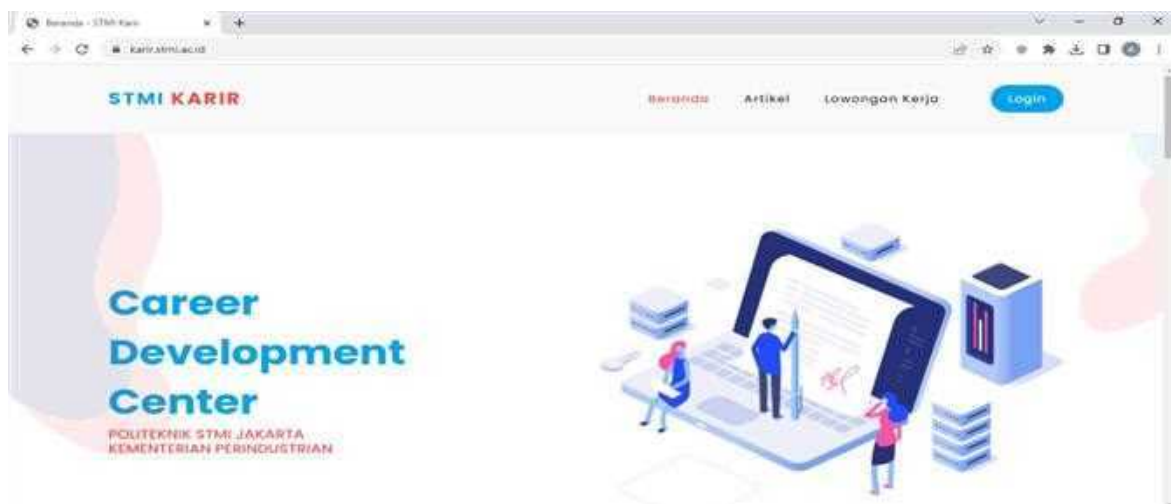 Beranda - STMI Karir
karir.stmi.ac.id
STMI KARIR
Beranda Artikel Lowongan Kerja Login
Career
Development
Center
POLITEKNIK STMI JAKARTA
KEMENTERIAN PERINDUSTRIAN